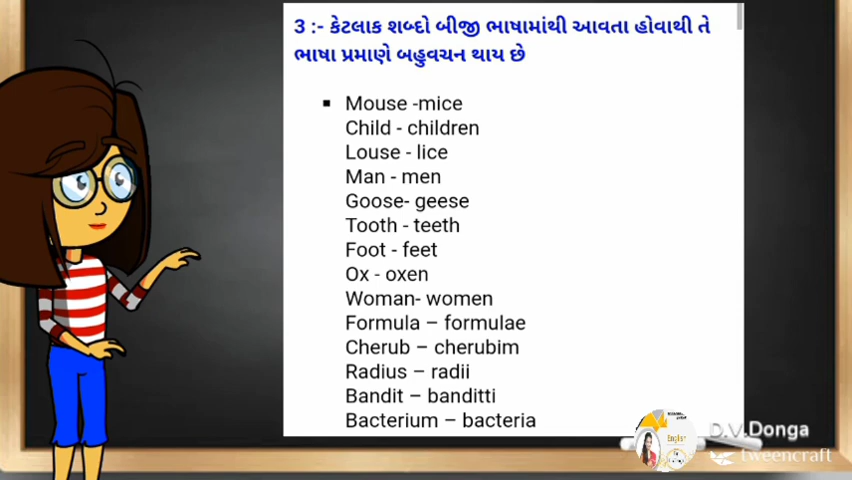 3 :- કેટલાક શબ્દો બીજી ભાષામાંથી આવતા હોવાથી તે
ભાષા પ્રમાણે બહુવચન થાય છે
▪ Mouse -mice
Child - children
Louse - lice
Man - men
Goose- geese
Tooth - teeth
Foot - feet
Ox - oxen
Woman- women
Formula – formulae
Cherub – cherubim
Radius – radii
Bandit – banditti
Bacterium – bacteria
English
D.V.Donga
tweencraft